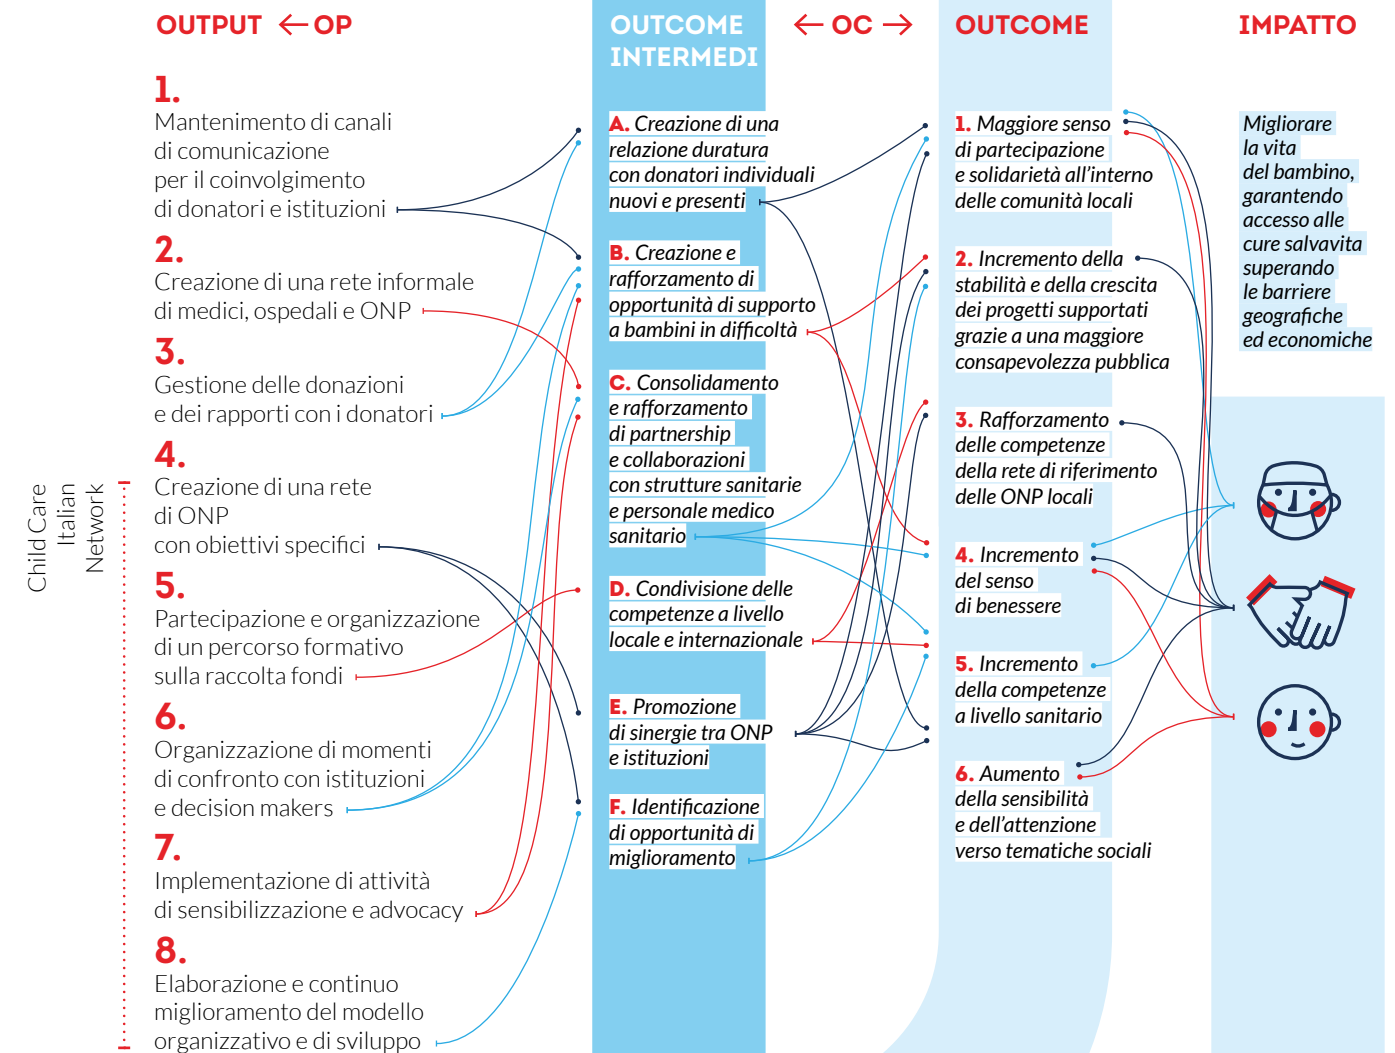 OUTPUT ← OP
1.
Mantenimento di canali
di comunicazione
per il coinvolgimento
di donatori e istituzioni
2.
Creazione di una rete informale
di medici, ospedali e ONP
3.
Gestione delle donazioni
e dei rapporti con i donatori
4.
Creazione di una rete
di ONP
con obiettivi specifici
5.
Partecipazione e organizzazione
di un percorso formativo
sulla raccolta fondi
6.
Organizzazione di momenti
di confronto con istituzioni
e decision makers
7.
Implementazione di attività
di sensibilizzazione e advocacy
8.
Elaborazione e continuo
miglioramento del modello
organizzativo e di sviluppo
Child Care
Italian
Network
OUTCOME
INTERMEDI
A. Creazione di una
relazione duratura
con donatori individuali
nuovi e presenti
B. Creazione e
rafforzamento di
opportunità di supporto
a bambini in difficoltà
C. Consolidamento
e rafforzamento
di partnership
e collaborazioni
con strutture sanitarie
e personale medico
sanitario
D. Condivisione delle
competenze a livello
locale e internazionale
E. Promozione
di sinergie tra ONP
e istituzioni
F. Identificazione
di opportunità di
miglioramento
← OC →
OUTCOME
1. Maggiore senso
di partecipazione
e solidarietà all'interno
delle comunità locali
2. Incremento della
stabilità e della crescita
dei progetti supportati
grazie a una maggiore
consapevolezza pubblica
3. Rafforzamento
delle competenze
della rete di riferimento
delle ONP locali
4. Incremento
del senso
di benessere
5. Incremento
della competenze
a livello sanitario
6. Aumento
della sensibilità
e dell'attenzione
verso tematiche sociali
IMPATTO
Migliorare
la vita
del bambino,
garantendo
accesso alle
cure salvavita
superando
le barriere
geografiche
ed economiche